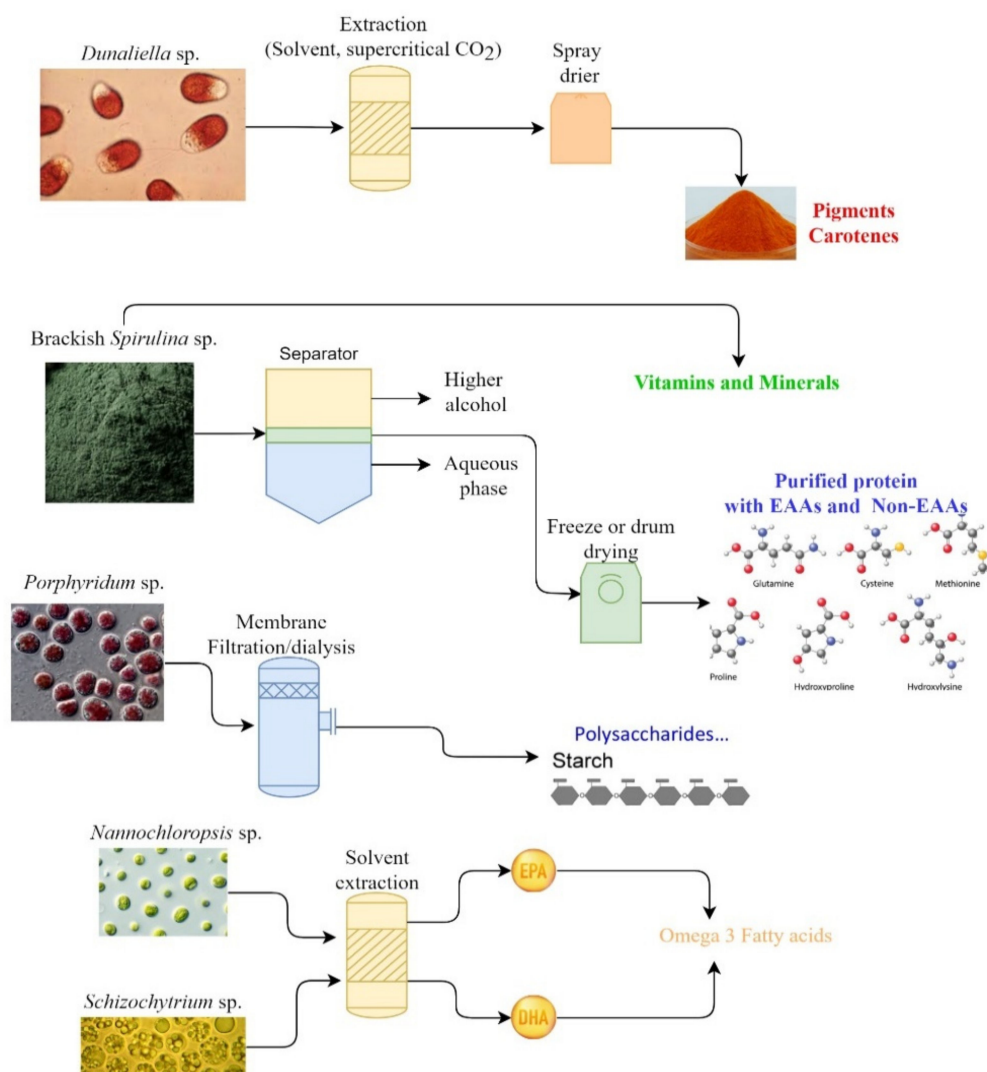 Dunaliella sp.
Extraction
(Solvent, supercritical CO2)
Spray
drier
Pigments
Carotenes
Brackish Spirulina sp.
Separator
Higher
alcohol
Aqueous
phase
Vitamins and Minerals
Freeze or drum
drying
Purified protein
with EAAs and Non-EAAs
Glutamine
Cysteine
Methionine
Proline
Hydroxyproline
Hydroxylysine
Porphyridum sp.
Membrane
Filtration/dialysis
Polysaccharides...
Starch
Nannochloropsis sp.
Solvent
extraction
EPA
Omega 3 Fatty acids
Schizochytrium sp.
DHA